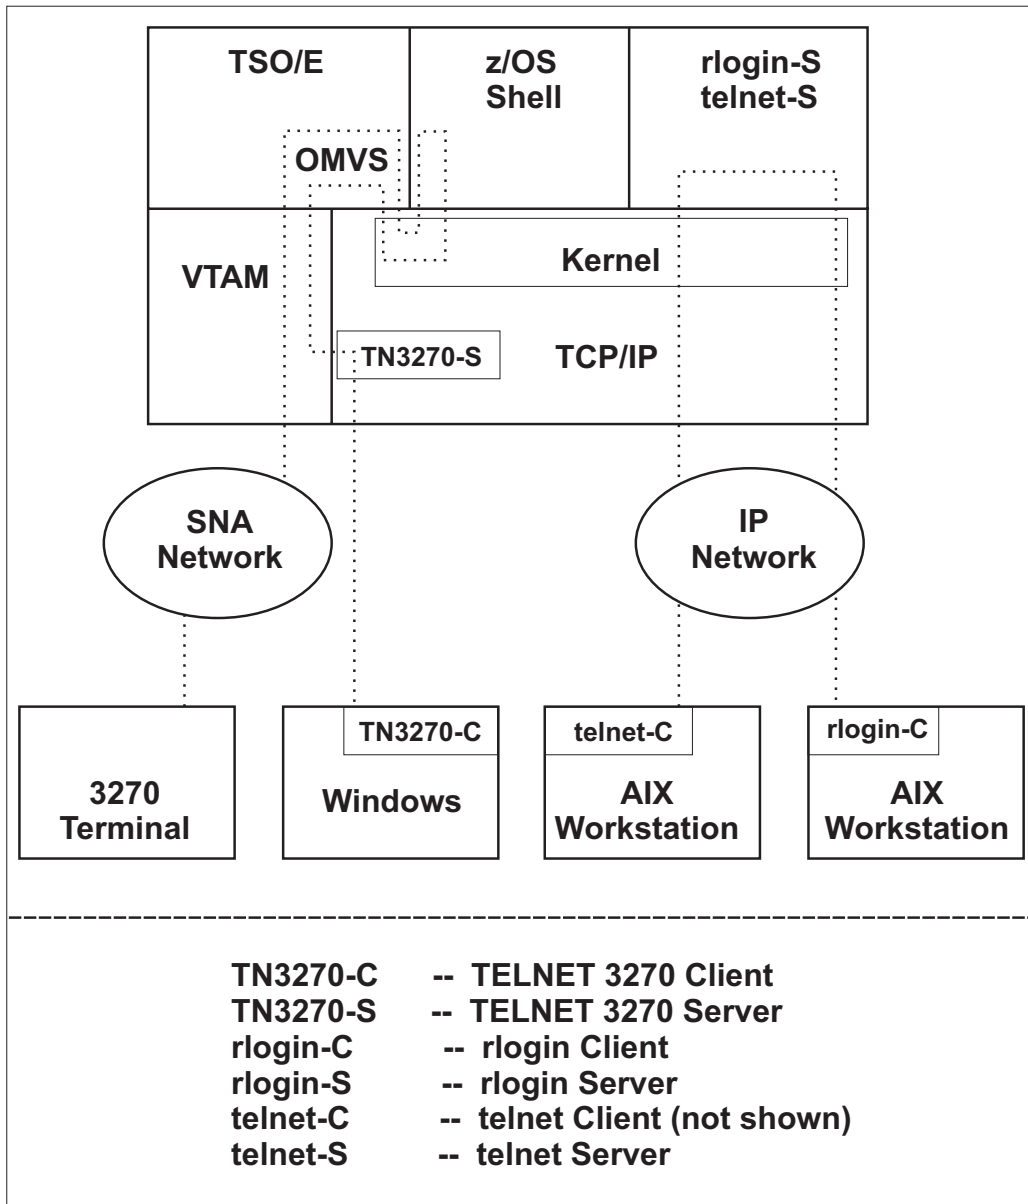 TSO/E
z/OS
Shell
rlogin-S
telnet-S
OMVS
VTAM
Kernel
TN3270-S
TCP/IP
SNA
Network
IP
Network
TN3270-C
telnet-C
rlogin-C
3270
Terminal
Windows
AIX
Workstation
AIX
Workstation
TN3270-C -- TELNET 3270 Client
TN3270-S -- TELNET 3270 Server
rlogin-C -- rlogin Client
rlogin-S -- rlogin Server
telnet-C -- telnet Client (not shown)
telnet-S -- telnet Server